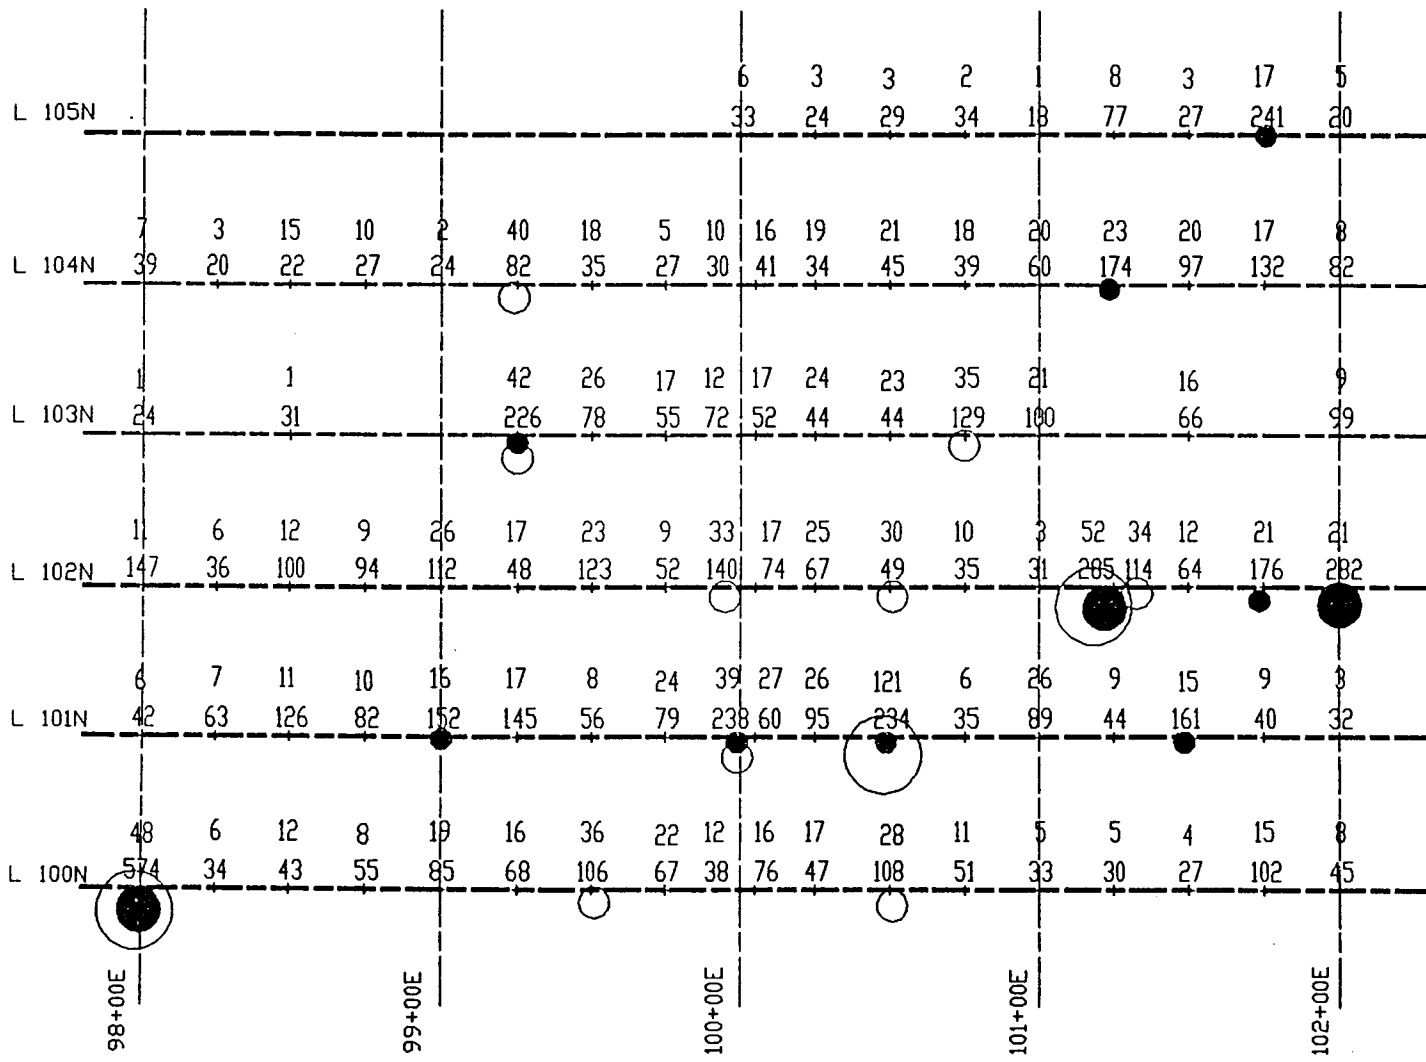 6 3 3 2 1 8 3 17 5
L 105N 33 24 29 34 18 77 27 241 20
7 3 15 10 2 40 18 5 10 16 19 21 18 20 23 20 17 8
L 104N 39 20 22 27 24 82 35 27 30 41 34 45 39 60 174 97 132 82
1 1 42 26 17 12 17 24 23 35 21 16 9
L 103N 24 31 226 78 55 72 52 44 44 129 100 66 99
11 6 12 9 26 17 23 9 33 17 25 30 10 3 52 34 12 21 21
L 102N 147 36 100 94 112 48 123 52 140 74 67 49 35 31 285 114 64 176 282
6 7 11 10 16 17 8 24 39 27 26 121 6 26 9 15 9 3
L 101N 42 63 126 82 152 145 56 79 238 60 95 234 35 89 44 161 40 32
48 6 12 8 19 16 36 22 12 16 17 28 11 5 5 4 15 8
L 100N 574 34 43 55 85 68 106 67 38 76 47 108 51 33 30 27 102 45
98+00E 99+00E 100+00E 101+00E 102+00E